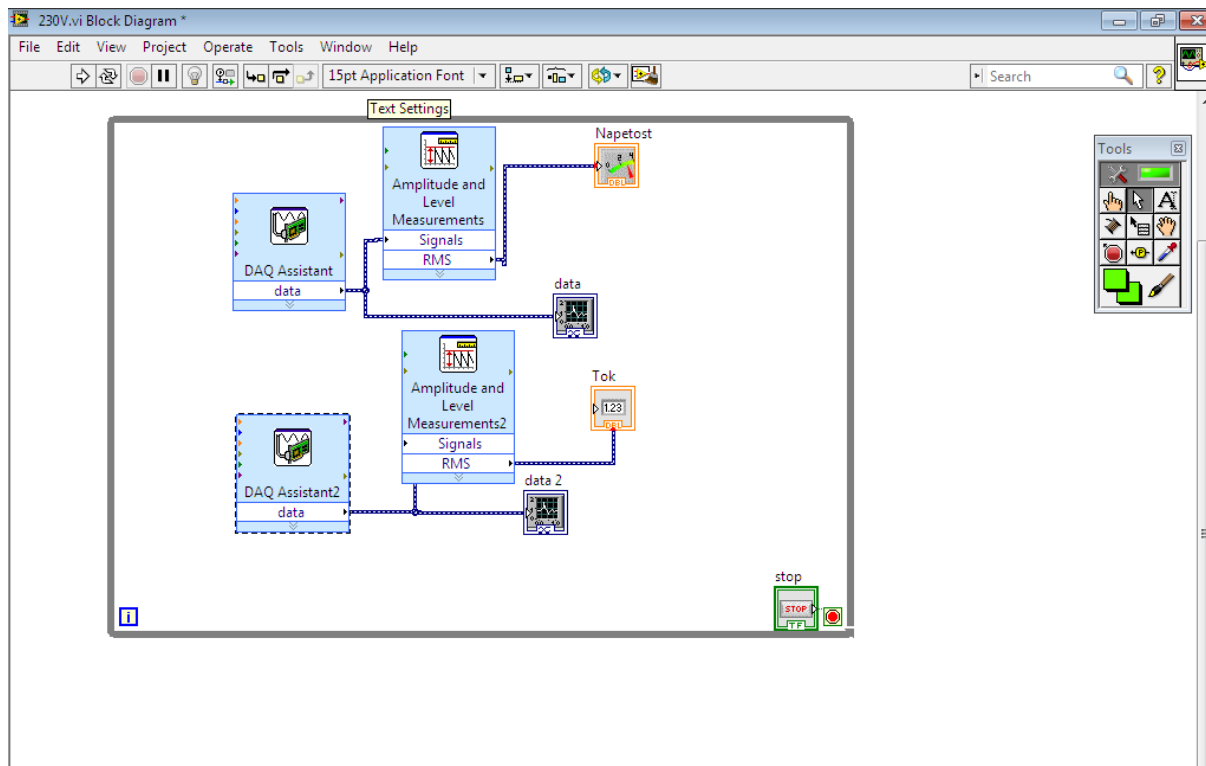 230V.vi Block Diagram *
File Edit View Project Operate Tools Window Help
15pt Application Font
Search
Text Settings
Napetost
Tools
Amplitude and
Level
Measurements
Signals
RMS
DBL
DAQ Assistant
data
data
Tok
1.23
DBL
Amplitude and
Level
Measurements2
Signals
RMS
DAQ Assistant2
data
data 2
stop
STOP
TF
i